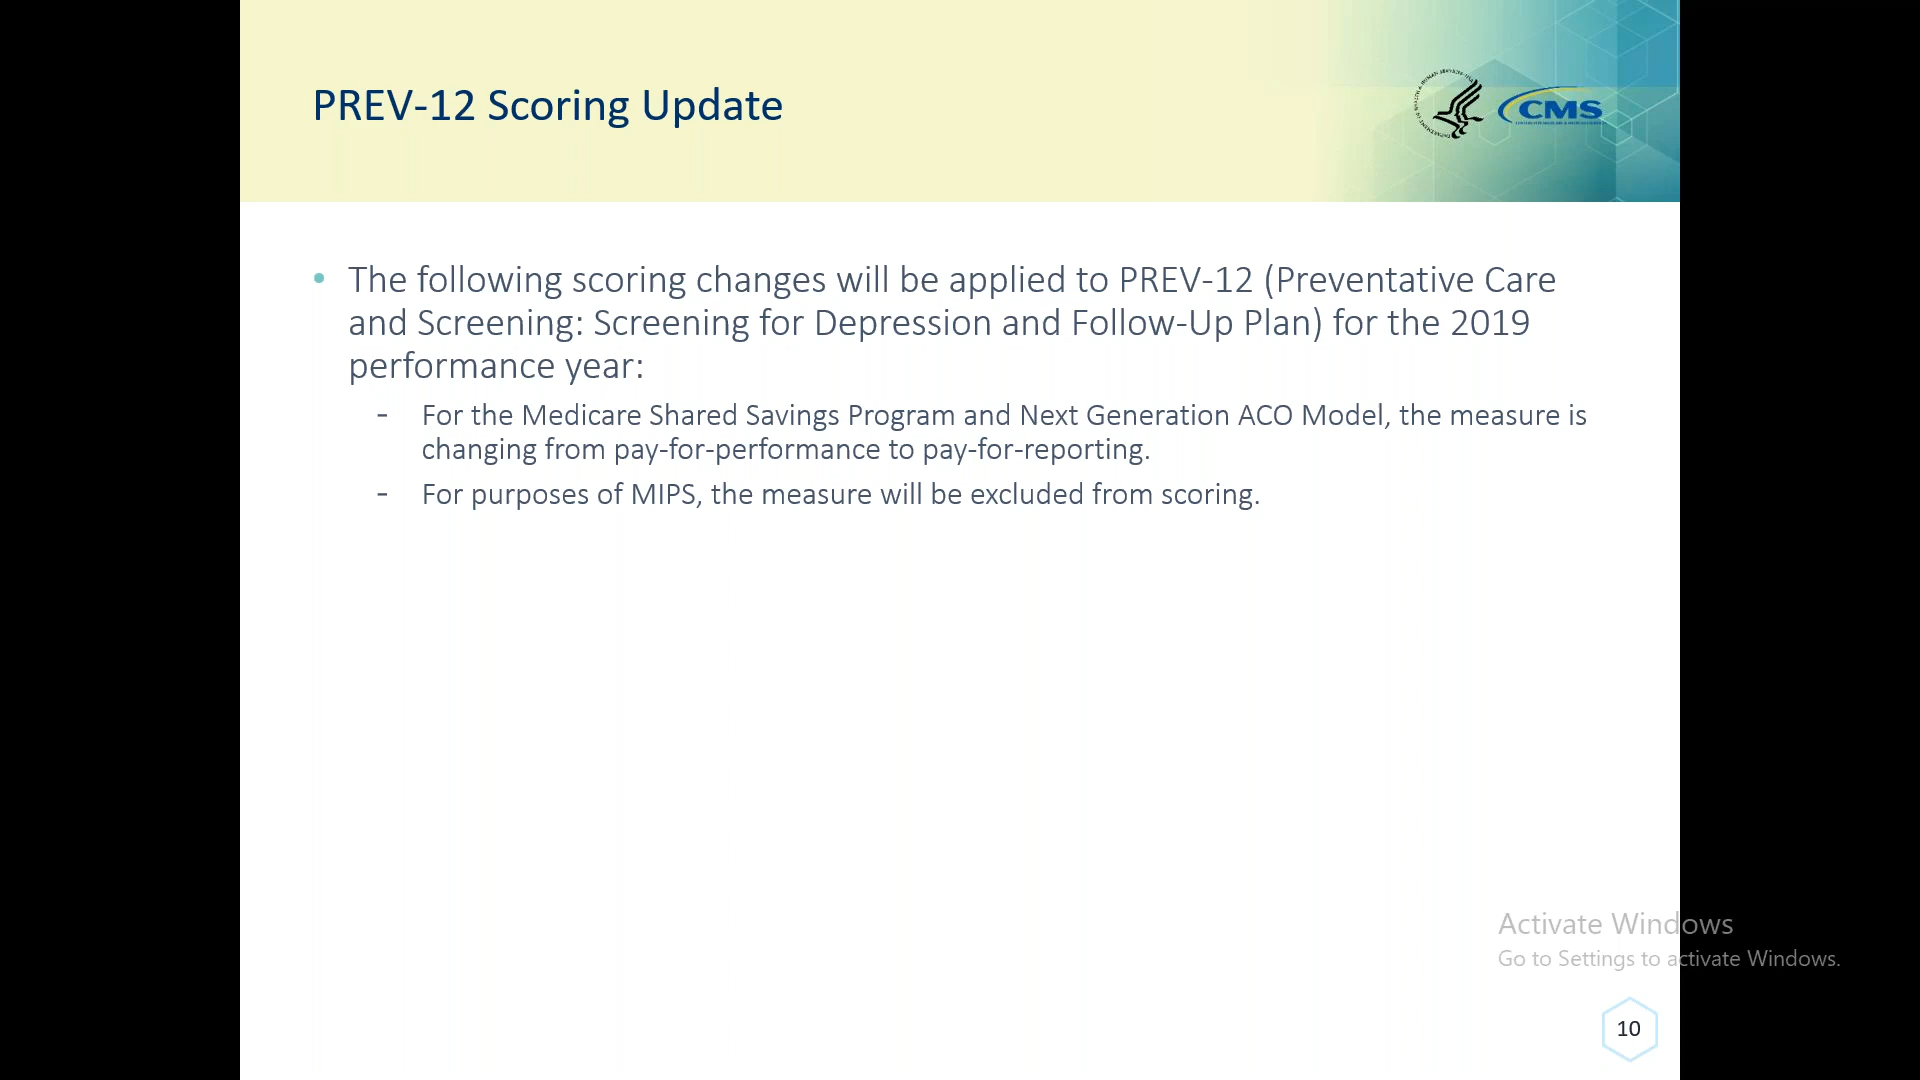 PREV-12 Scoring Update
CMS
• The following scoring changes will be applied to PREV-12 (Preventative Care
and Screening: Screening for Depression and Follow-Up Plan) for the 2019
performance year:
- For the Medicare Shared Savings Program and Next Generation ACO Model, the measure is
changing from pay-for-performance to pay-for-reporting.
- For purposes of MIPS, the measure will be excluded from scoring.
Activate Windows
Go to Settings to activate Windows.
10